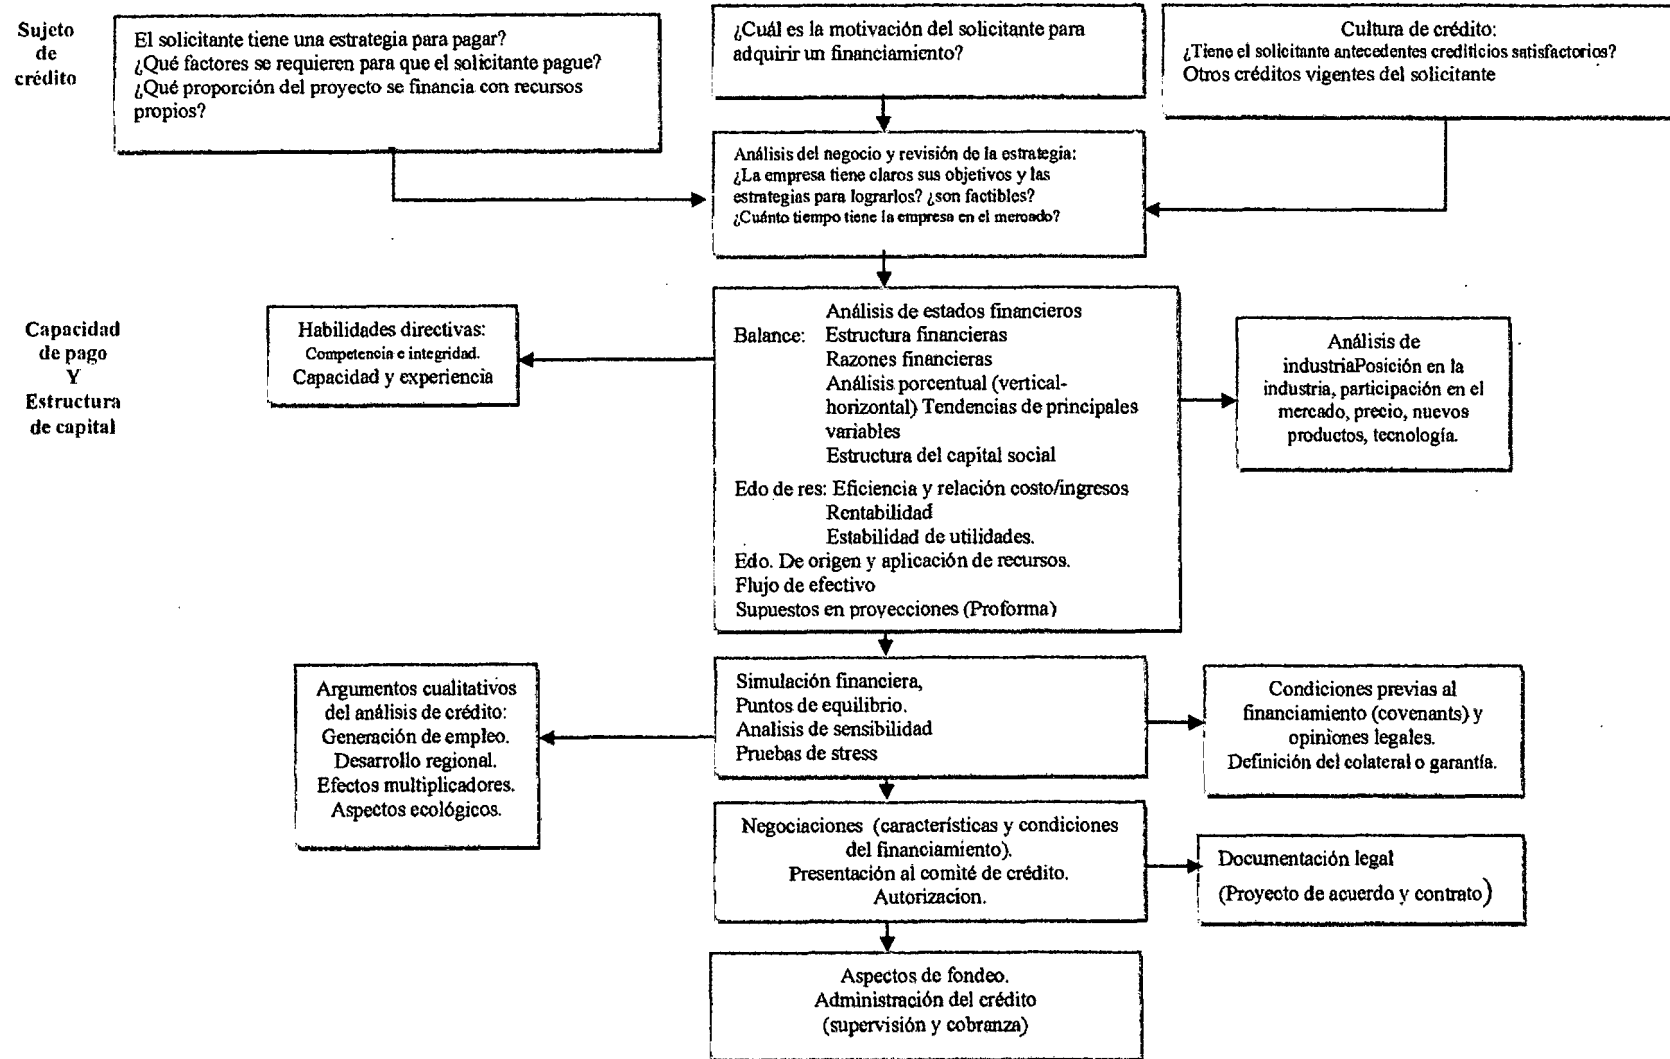 Sujeto
de
crédito
El solicitante tiene una estrategia para pagar?
¿Qué factores se requieren para que el solicitante pague?
¿Qué proporción del proyecto se financia con recursos
propios?
¿Cuál es la motivación del solicitante para
adquirir un financiamiento?
Cultura de crédito:
¿Tiene el solicitante antecedentes crediticios satisfactorios?
Otros créditos vigentes del solicitante
Análisis del negocio y revisión de la estrategia:
¿La empresa tiene claros sus objetivos y las
estrategias para lograrlos? ¿son factibles?
¿Cuánto tiempo tiene la empresa en el mercado?
Capacidad
de pago
Y
Estructura
de capital
Habilidades directivas:
Competencia e integridad.
Capacidad y experiencia
Análisis de estados financieros
Balance: Estructura financieras
Razones financieras
Análisis porcentual (vertical-
horizontal) Tendencias de principales
variables
Estructura del capital social
Edo de res: Eficiencia y relación costo/ingresos
Rentabilidad
Estabilidad de utilidades.
Edo. De origen y aplicación de recursos.
Flujo de efectivo
Supuestos en proyecciones (Proforma)
Análisis de
industriaPosición en la
industria, participación en el
mercado, precio, nuevos
productos, tecnología.
Argumentos cualitativos
del análisis de crédito:
Generación de empleo.
Desarrollo regional.
Efectos multiplicadores.
Aspectos ecológicos.
Simulación financiera,
Puntos de equilibrio.
Analisis de sensibilidad
Pruebas de stress
Condiciones previas al
financiamiento (covenants) y
opiniones legales.
Definición del colateral o garantía.
Negociaciones (características y condiciones
del financiamiento).
Presentación al comité de crédito.
Autorizacion.
Documentación legal
(Proyecto de acuerdo y contrato)
Aspectos de fondeo.
Administración del crédito
(supervisión y cobranza)